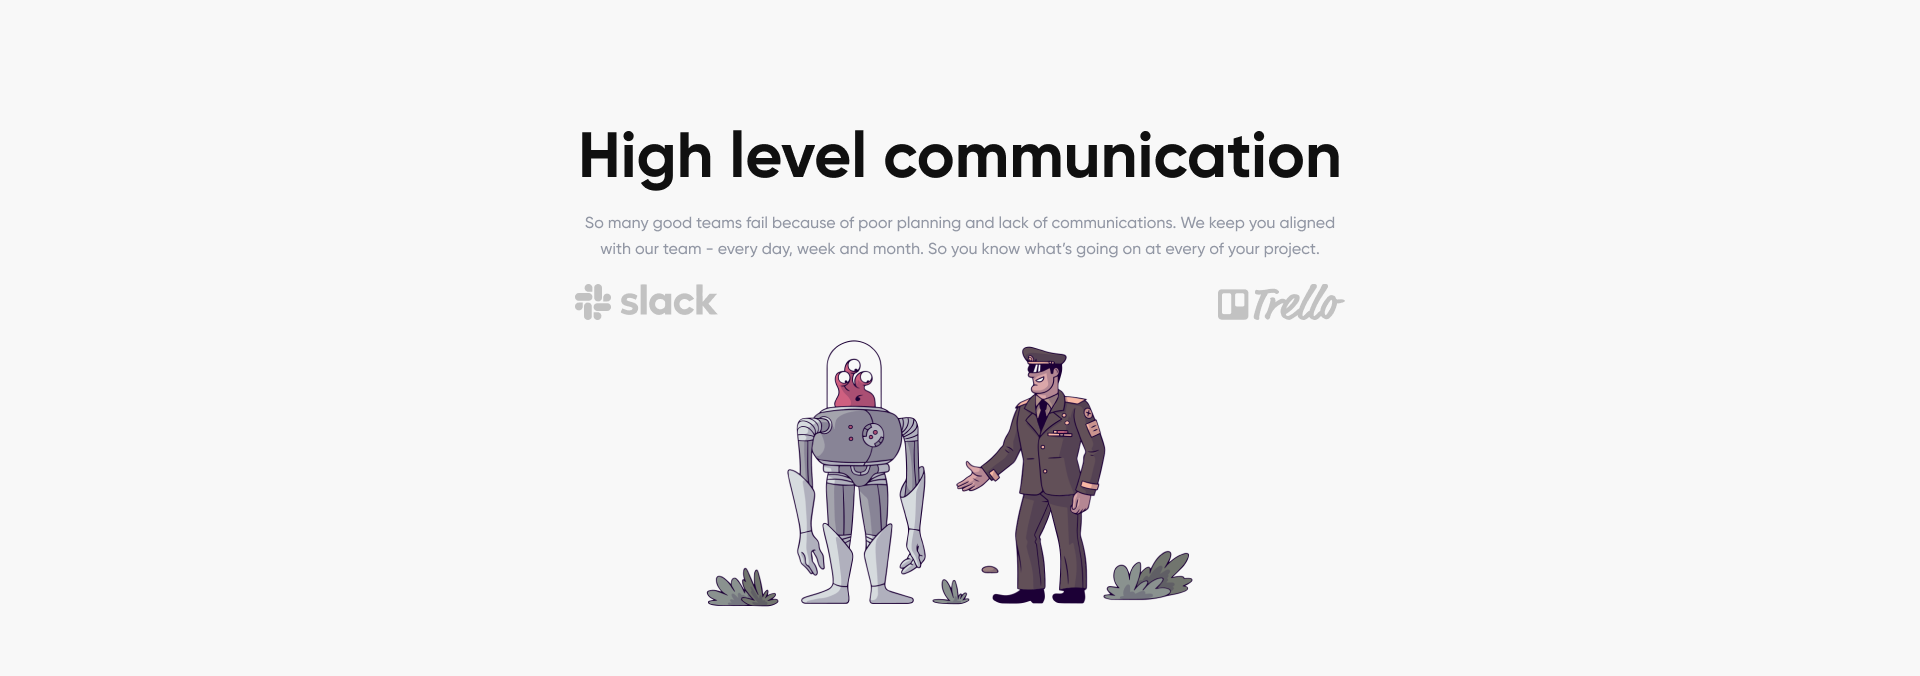 High level communication
So many good teams fail because of poor planning and lack of communications. We keep you aligned
with our team - every day, week and month. So you know what's going on at every of your project.
slack
Trello